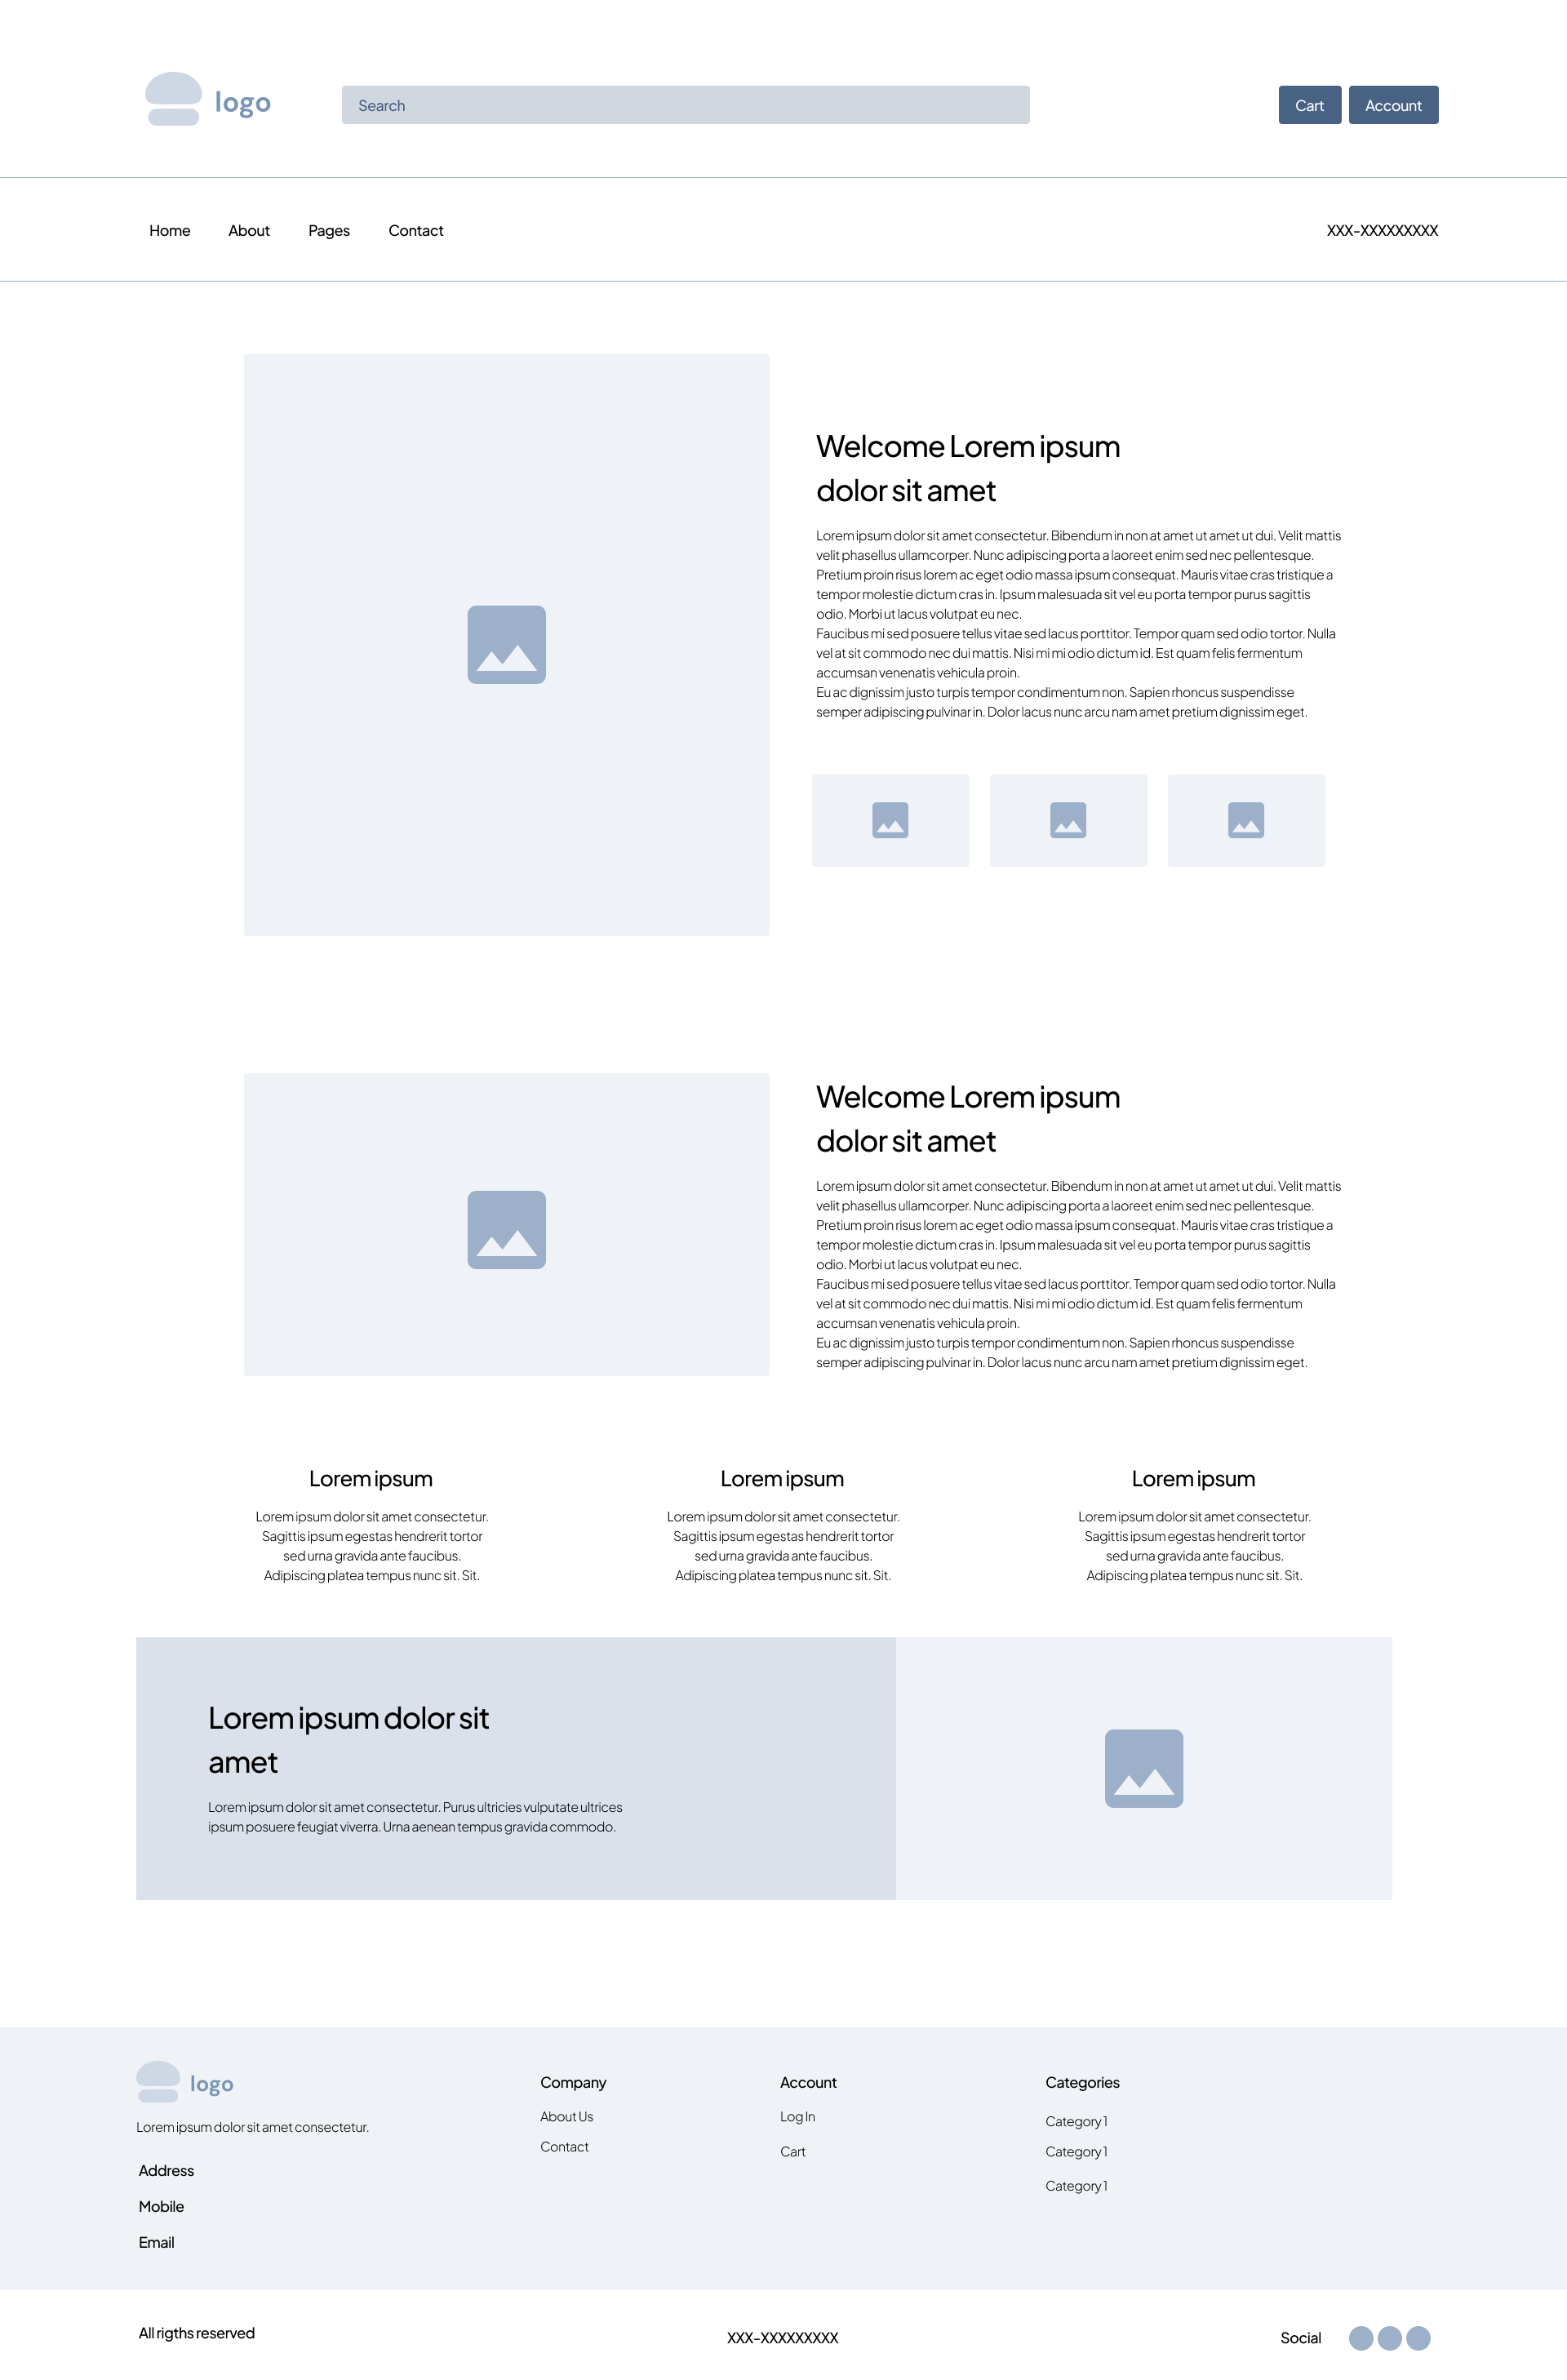 logo
Search
Cart
Account
Home
About
Pages
Contact
XXX-XXXXXXXXX
Welcome Lorem ipsum
dolor sit amet
Lorem ipsum dolor sit amet consectetur. Bibendum in non at amet ut amet ut dui. Velit mattis
velit phasellus ullamcorper. Nunc adipiscing porta a laoreet enim sed nec pellentesque.
Pretium proin risus lorem ac eget odio massa ipsum consequat. Mauris vitae cras tristique a
tempor molestie dictum cras in. Ipsum malesuada sit vel eu porta tempor purus sagittis
odio. Morbi ut lacus volutpat eu nec.
Faucibus mi sed posuere tellus vitae sed lacus porttitor. Tempor quam sed odio tortor. Nulla
vel at sit commodo nec dui mattis. Nisi mi mi odio dictum id. Est quam felis fermentum
accumsan venenatis vehicula proin.
Eu ac dignissim justo turpis tempor condimentum non. Sapien rhoncus suspendisse
semper adipiscing pulvinar in. Dolor lacus nunc arcu nam amet pretium dignissim eget.
Welcome Lorem ipsum
dolor sit amet
Lorem ipsum dolor sit amet consectetur. Bibendum in non at amet ut amet ut dui. Velit mattis
velit phasellus ullamcorper. Nunc adipiscing porta a laoreet enim sed nec pellentesque.
Pretium proin risus lorem ac eget odio massa ipsum consequat. Mauris vitae cras tristique a
tempor molestie dictum cras in. Ipsum malesuada sit vel eu porta tempor purus sagittis
odio. Morbi ut lacus volutpat eu nec.
Faucibus mi sed posuere tellus vitae sed lacus porttitor. Tempor quam sed odio tortor. Nulla
vel at sit commodo nec dui mattis. Nisi mi mi odio dictum id. Est quam felis fermentum
accumsan venenatis vehicula proin.
Eu ac dignissim justo turpis tempor condimentum non. Sapien rhoncus suspendisse
semper adipiscing pulvinar in. Dolor lacus nunc arcu nam amet pretium dignissim eget.
Lorem ipsum
Lorem ipsum dolor sit amet consectetur.
Sagittis ipsum egestas hendrerit tortor
sed urna gravida ante faucibus.
Adipiscing platea tempus nunc sit. Sit.
Lorem ipsum
Lorem ipsum dolor sit amet consectetur.
Sagittis ipsum egestas hendrerit tortor
sed urna gravida ante faucibus.
Adipiscing platea tempus nunc sit. Sit.
Lorem ipsum
Lorem ipsum dolor sit amet consectetur.
Sagittis ipsum egestas hendrerit tortor
sed urna gravida ante faucibus.
Adipiscing platea tempus nunc sit. Sit.
Lorem ipsum dolor sit
amet
Lorem ipsum dolor sit amet consectetur. Purus ultricies vulputate ultrices
ipsum posuere feugiat viverra. Urna aenean tempus gravida commodo.
logo
Lorem ipsum dolor sit amet consectetur.
Address
Mobile
Email
Company
About Us
Contact
Account
Log In
Cart
Categories
Category 1
Category 1
Category 1
All rigths reserved
XXX-XXXXXXXXX
Social